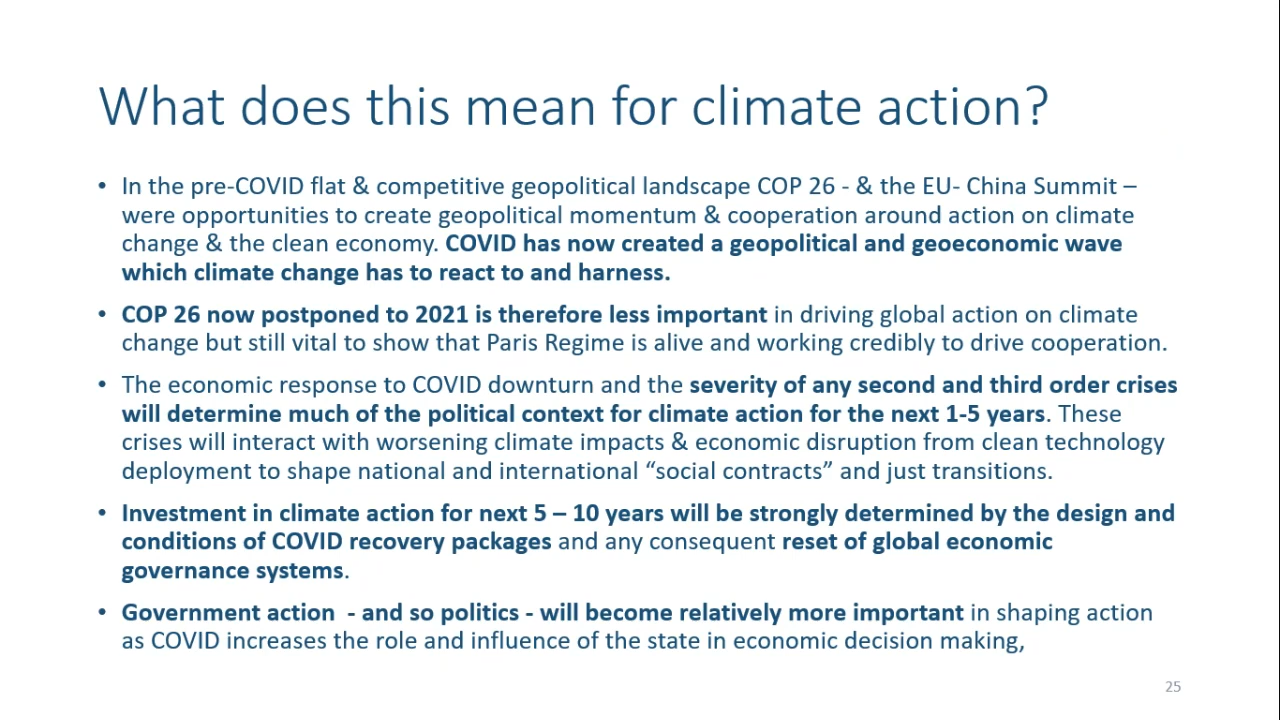 What does this mean for climate action?
• In the pre-COVID flat & competitive geopolitical landscape COP 26 - & the EU- China Summit –
were opportunities to create geopolitical momentum & cooperation around action on climate
change & the clean economy. COVID has now created a geopolitical and geoeconomic wave
which climate change has to react to and harness.
• COP 26 now postponed to 2021 is therefore less important in driving global action on climate
change but still vital to show that Paris Regime is alive and working credibly to drive cooperation.
• The economic response to COVID downturn and the severity of any second and third order crises
will determine much of the political context for climate action for the next 1-5 years. These
crises will interact with worsening climate impacts & economic disruption from clean technology
deployment to shape national and international “social contracts” and just transitions.
• Investment in climate action for next 5 – 10 years will be strongly determined by the design and
conditions of COVID recovery packages and any consequent reset of global economic
governance systems.
• Government action  - and so politics - will become relatively more important in shaping action
as COVID increases the role and influence of the state in economic decision making,
25